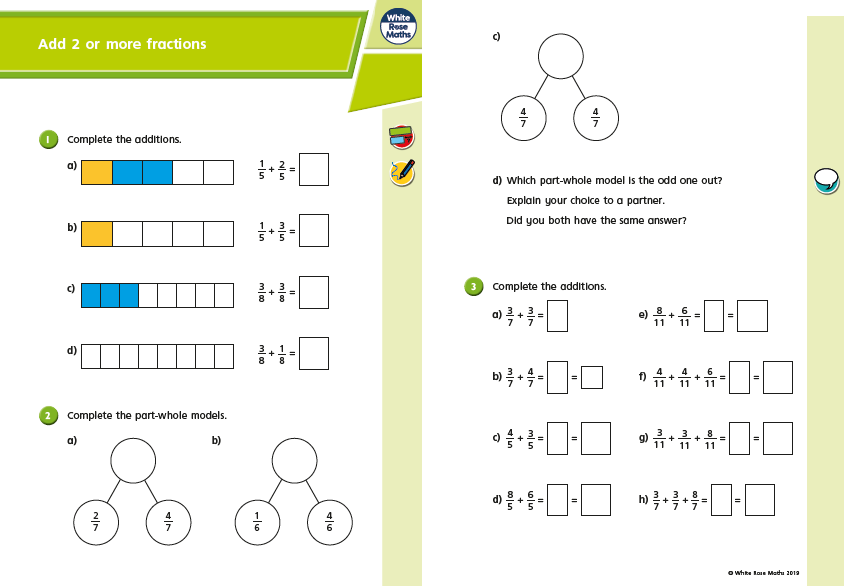 Add 2 or more fractions
White
Rose
Maths
1 Complete the additions.
a) 1/5 + 2/5 =
b) 1/5 + 3/5 =
c) 3/8 + 3/8 =
d) 3/8 + 1/8 =
2 Complete the part-whole models.
a) b)
2/7 4/7 1/6 4/6
c)
4/7 4/7
d) Which part-whole model is the odd one out?
Explain your choice to a partner.
Did you both have the same answer?
3 Complete the additions.
a) 3/7 + 3/7 =
b) 3/7 + 4/7 = =
c) 4/5 + 3/5 = =
d) 8/5 + 6/5 = =
e) 8/11 + 6/11 = =
f) 4/11 + 4/11 + 6/11 = =
g) 3/11 + 3/11 + 8/11 = =
h) 3/7 + 3/7 + 8/7 = =
© White Rose Maths 2019